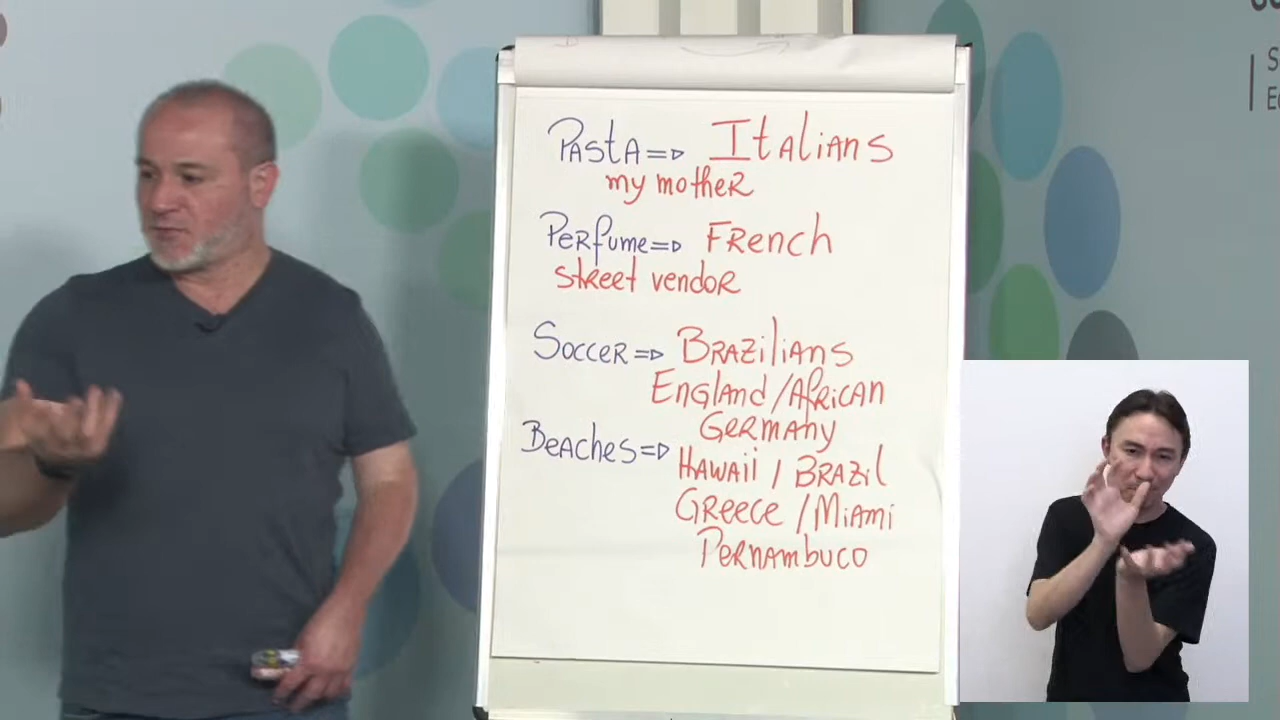 Pasta => Italians
my mother
Perfume => French
street vendor
Soccer => Brazilians
England / African
Germany
Beaches => Hawaii / Brazil
Greece / Miami
Pernambuco